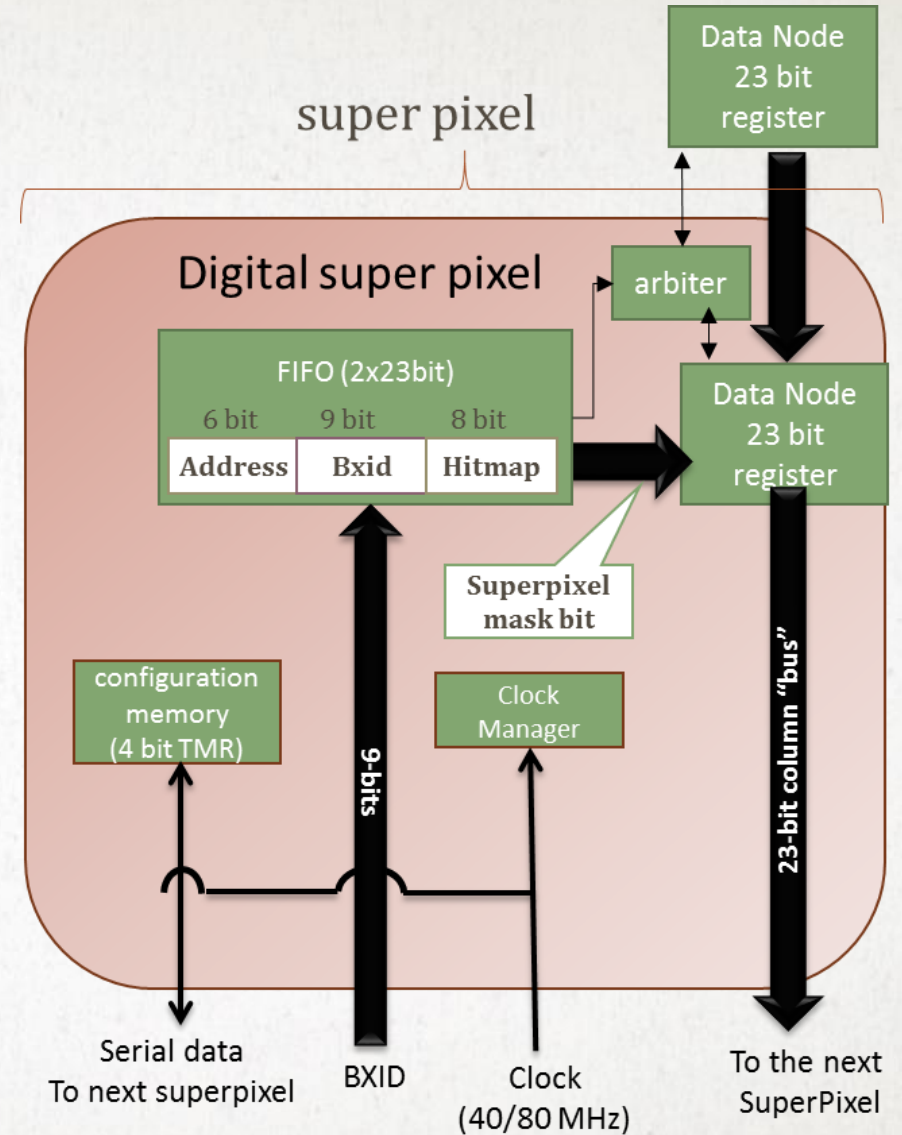 Data Node
23 bit
register
super pixel
Digital super pixel
arbiter
FIFO (2x23bit)
6 bit 9 bit 8 bit
Address Bxid Hitmap
Data Node
23 bit
register
Superpixel
mask bit
configuration
memory
(4 bit TMR)
Clock
Manager
9-bits
23-bit column “bus”
Serial data
To next superpixel
BXID
Clock
(40/80 MHz)
To the next
SuperPixel